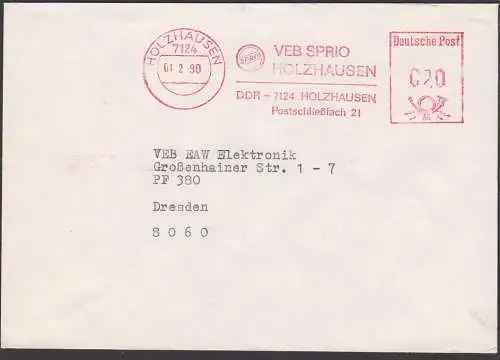 HOLZHAUSEN
7124
01.2.90
SPRIO
VEB SPRIO
HOLZHAUSEN
DDR - 7124 HOLZHAUSEN
Postschließfach 21
Deutsche Post
020
VEB EAW Elektronik
Großenhainer Str. 1 - 7
PF 380
Dresden
8060